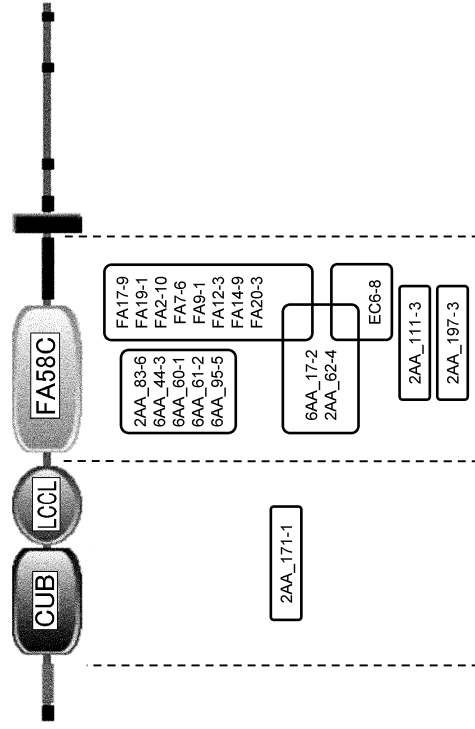 CUB
LCCL
FA58C
2AA_171-1
2AA_83-6
6AA_44-3
6AA_60-1
6AA_61-2
6AA_95-5
FA17-9
FA19-1
FA2-10
FA7-6
FA9-1
FA12-3
FA14-9
FA20-3
6AA_17-2
2AA_62-4
EC6-8
2AA_111-3
2AA_197-3